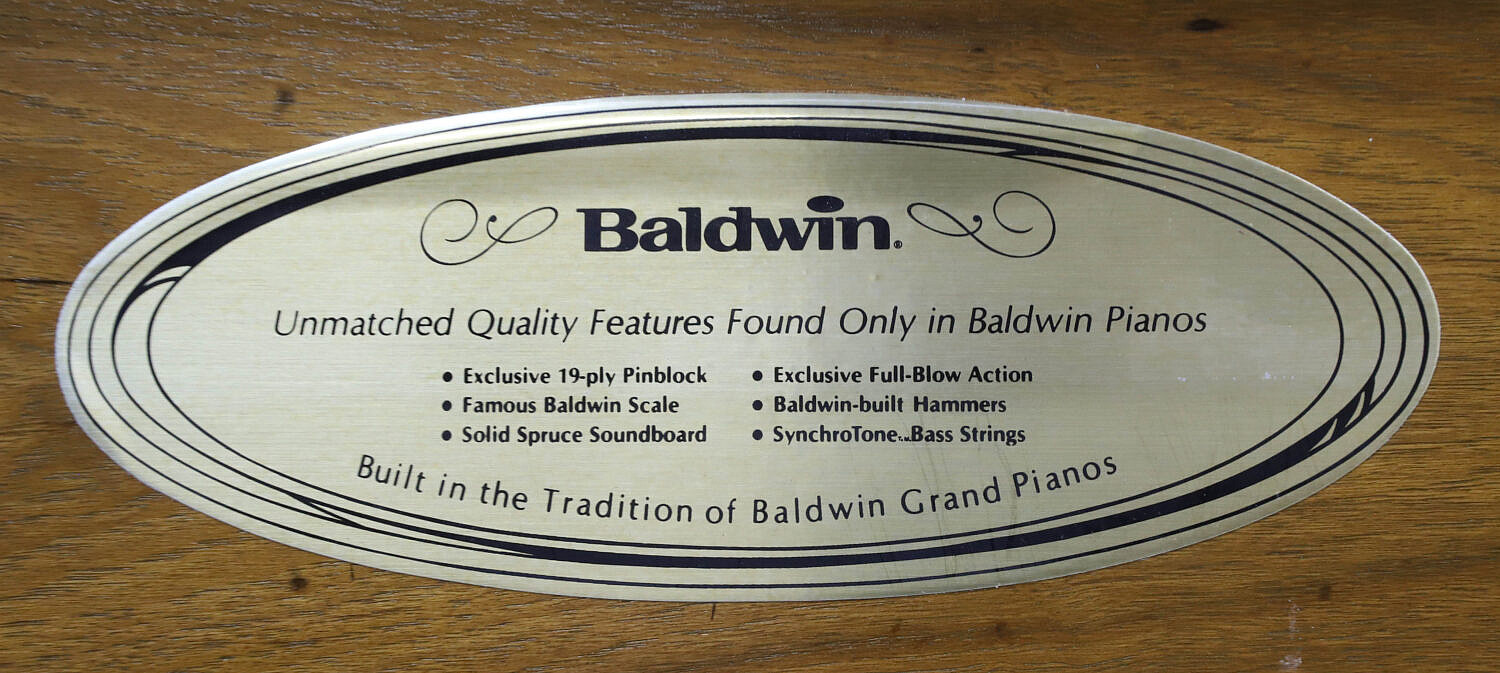 Baldwin®
Unmatched Quality Features Found Only in Baldwin Pianos
• Exclusive 19-ply Pinblock
• Famous Baldwin Scale
• Solid Spruce Soundboard
• Exclusive Full-Blow Action
• Baldwin-built Hammers
• SynchroTone™ Bass Strings
Built in the Tradition of Baldwin Grand Pianos